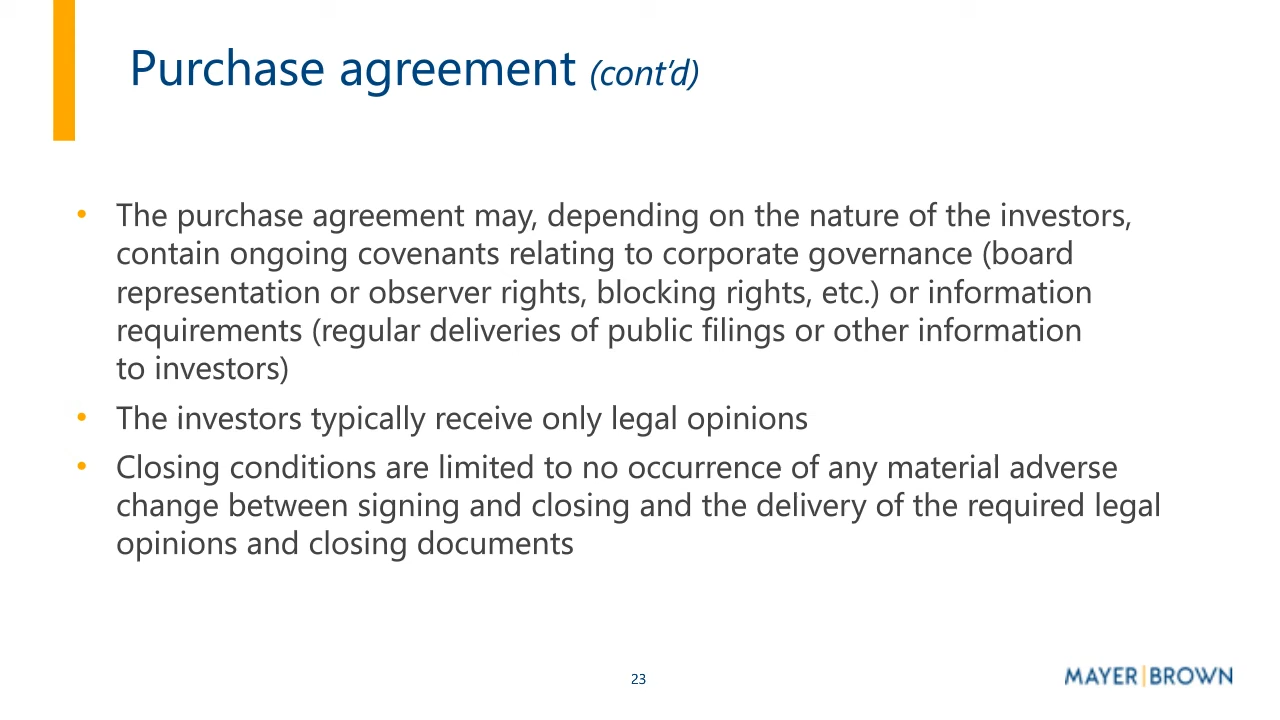 Purchase agreement (cont’d)
• The purchase agreement may, depending on the nature of the investors,
contain ongoing covenants relating to corporate governance (board
representation or observer rights, blocking rights, etc.) or information
requirements (regular deliveries of public filings or other information
to investors)
• The investors typically receive only legal opinions
• Closing conditions are limited to no occurrence of any material adverse
change between signing and closing and the delivery of the required legal
opinions and closing documents
23
MAYER|BROWN